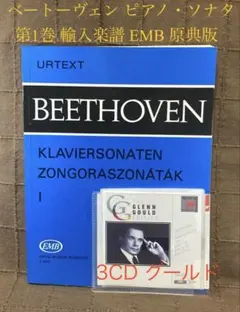 ベートーヴェン ピアノ・ソナタ
第1巻 輸入楽譜 EMB 原典版
URTEXT
BEETHOVEN
KLAVIERSONATEN
ZONGORASZONÁTÁK
I
GLENN
GOULD
3CD グールド
EMB